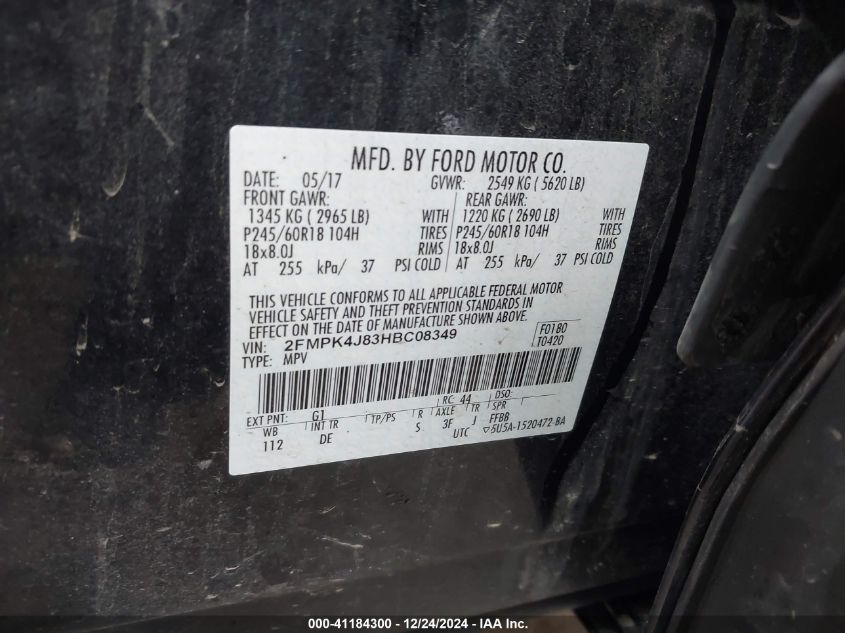 MFD. BY FORD MOTOR CO.
DATE: 05/17 GVWR: 2549 KG ( 5620 LB)
FRONT GAWR: REAR GAWR:
1345 KG ( 2965 LB) WITH 1220 KG ( 2690 LB) WITH
P245/60R18 104H TIRES P245/60R18 104H TIRES
18x8.0J RIMS 18x8.0J RIMS
AT 255 kPa/ 37 PSI COLD AT 255 kPa/ 37 PSI COLD
THIS VEHICLE CONFORMS TO ALL APPLICABLE FEDERAL MOTOR
VEHICLE SAFETY AND THEFT PREVENTION STANDARDS IN
EFFECT ON THE DATE OF MANUFACTURE SHOWN ABOVE.
VIN: 2FMPK4J83HBC08349 F0180
TYPE: MPV T0420
EXT PNT: G1 RC: 44 DSO:
WB INT TR TP/PS R AXLE TR SPR
112 DE S 3F J FFBB
UTC ▽5U5A-1520472-BA
000-41184300 - 12/24/2024 - IAAI - US.